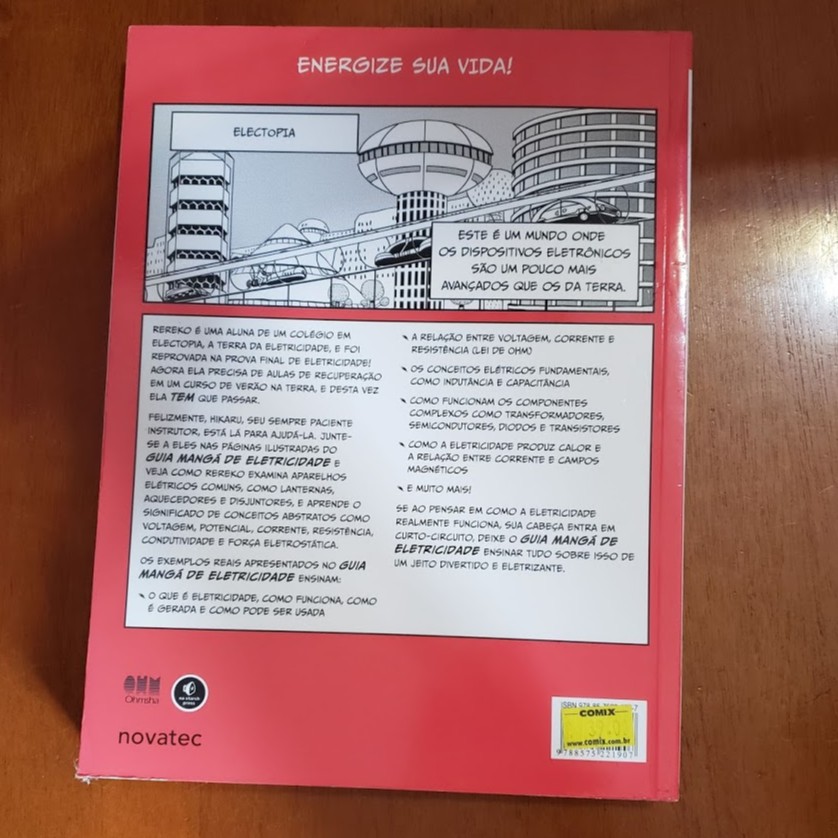 ENERGIZE SUA VIDA!
ELECTOPIA
ESTE É UM MUNDO ONDE
OS DISPOSITIVOS ELETRÔNICOS
SÃO UM POUCO MAIS
AVANÇADOS QUE OS DA TERRA.
REREKO É UMA ALUNA DE UM COLÉGIO EM
ELECTOPIA, A TERRA DA ELETRICIDADE, E FOI
REPROVADA NA PROVA FINAL DE ELETRICIDADE!
AGORA ELA PRECISA DE AULAS DE RECUPERAÇÃO
EM UM CURSO DE VERÃO NA TERRA, E DESTA VEZ
ELA TEM QUE PASSAR.
FELIZMENTE, HIKARU, SEU SEMPRE PACIENTE
INSTRUTOR, ESTÁ LÁ PARA AJUDÁ-LA. JUNTE-
SE A ELES NAS PÁGINAS ILUSTRADAS DO
GUIA MANGÁ DE ELETRICIDADE E
VEJA COMO REREKO EXAMINA APARELHOS
ELÉTRICOS COMUNS, COMO LANTERNAS,
AQUECEDORES E DISJUNTORES, E APRENDE O
SIGNIFICADO DE CONCEITOS ABSTRATOS COMO
VOLTAGEM, POTENCIAL, CORRENTE, RESISTÊNCIA,
CONDUTIVIDADE E FORÇA ELETROSTÁTICA.
OS EXEMPLOS REAIS APRESENTADOS NO GUIA
MANGÁ DE ELETRICIDADE ENSINAM:
O QUE É ELETRICIDADE, COMO FUNCIONA, COMO
É GERADA E COMO PODE SER USADA
A RELAÇÃO ENTRE VOLTAGEM, CORRENTE E
RESISTÊNCIA (LEI DE OHM)
OS CONCEITOS ELÉTRICOS FUNDAMENTAIS,
COMO INDUTÂNCIA E CAPACITÂNCIA
COMO FUNCIONAM OS COMPONENTES
COMPLEXOS COMO TRANSFORMADORES,
SEMICONDUTORES, DIODOS E TRANSISTORES
COMO A ELETRICIDADE PRODUZ CALOR E
A RELAÇÃO ENTRE CORRENTE E CAMPOS
MAGNÉTICOS
E MUITO MAIS!
SE AO PENSAR EM COMO A ELETRICIDADE
REALMENTE FUNCIONA, SUA CABEÇA ENTRA EM
CURTO-CIRCUITO, DEIXE O GUIA MANGÁ DE
ELETRICIDADE ENSINAR TUDO SOBRE ISSO DE
UM JEITO DIVERTIDO E ELETRIZANTE.
OHM
Ohmsha
no starch
press
novatec
ISBN 978-85-
COMIX
www.comix.com.br
9 788575 221907